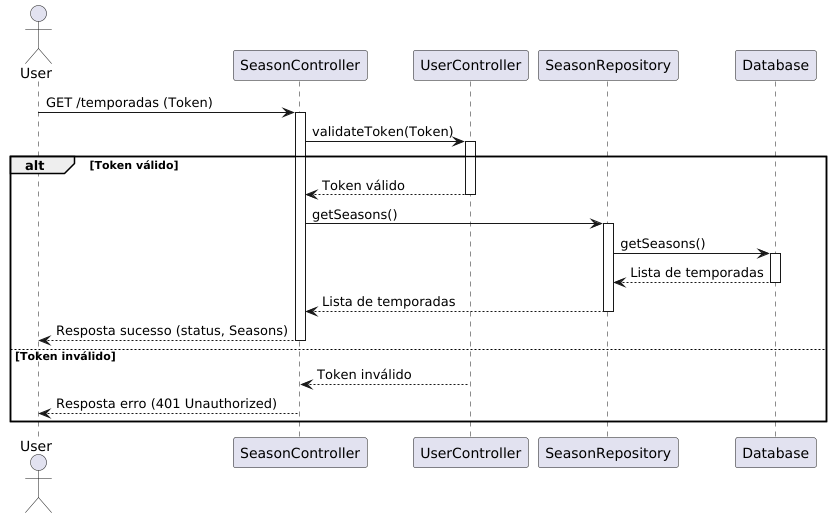 User
SeasonController
UserController
SeasonRepository
Database
GET /temporadas (Token)
validateToken(Token)
alt
[Token válido]
Token válido
getSeasons()
getSeasons()
Lista de temporadas
Lista de temporadas
Resposta sucesso (status, Seasons)
[Token inválido]
Token inválido
Resposta erro (401 Unauthorized)
User
SeasonController
UserController
SeasonRepository
Database